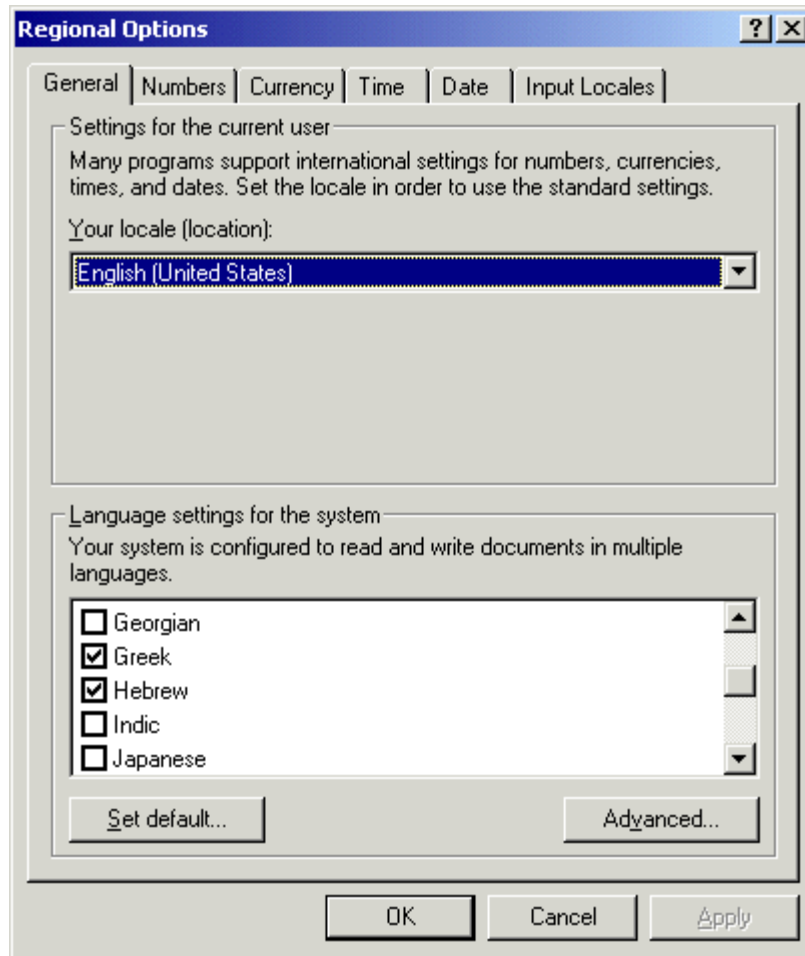 Regional Options
General Numbers Currency Time Date Input Locales
Settings for the current user
Many programs support international settings for numbers, currencies,
times, and dates. Set the locale in order to use the standard settings.
Your locale (location):
English (United States)
Language settings for the system
Your system is configured to read and write documents in multiple
languages.
Georgian
Greek
Hebrew
Indic
Japanese
Set default... Advanced...
OK Cancel Apply